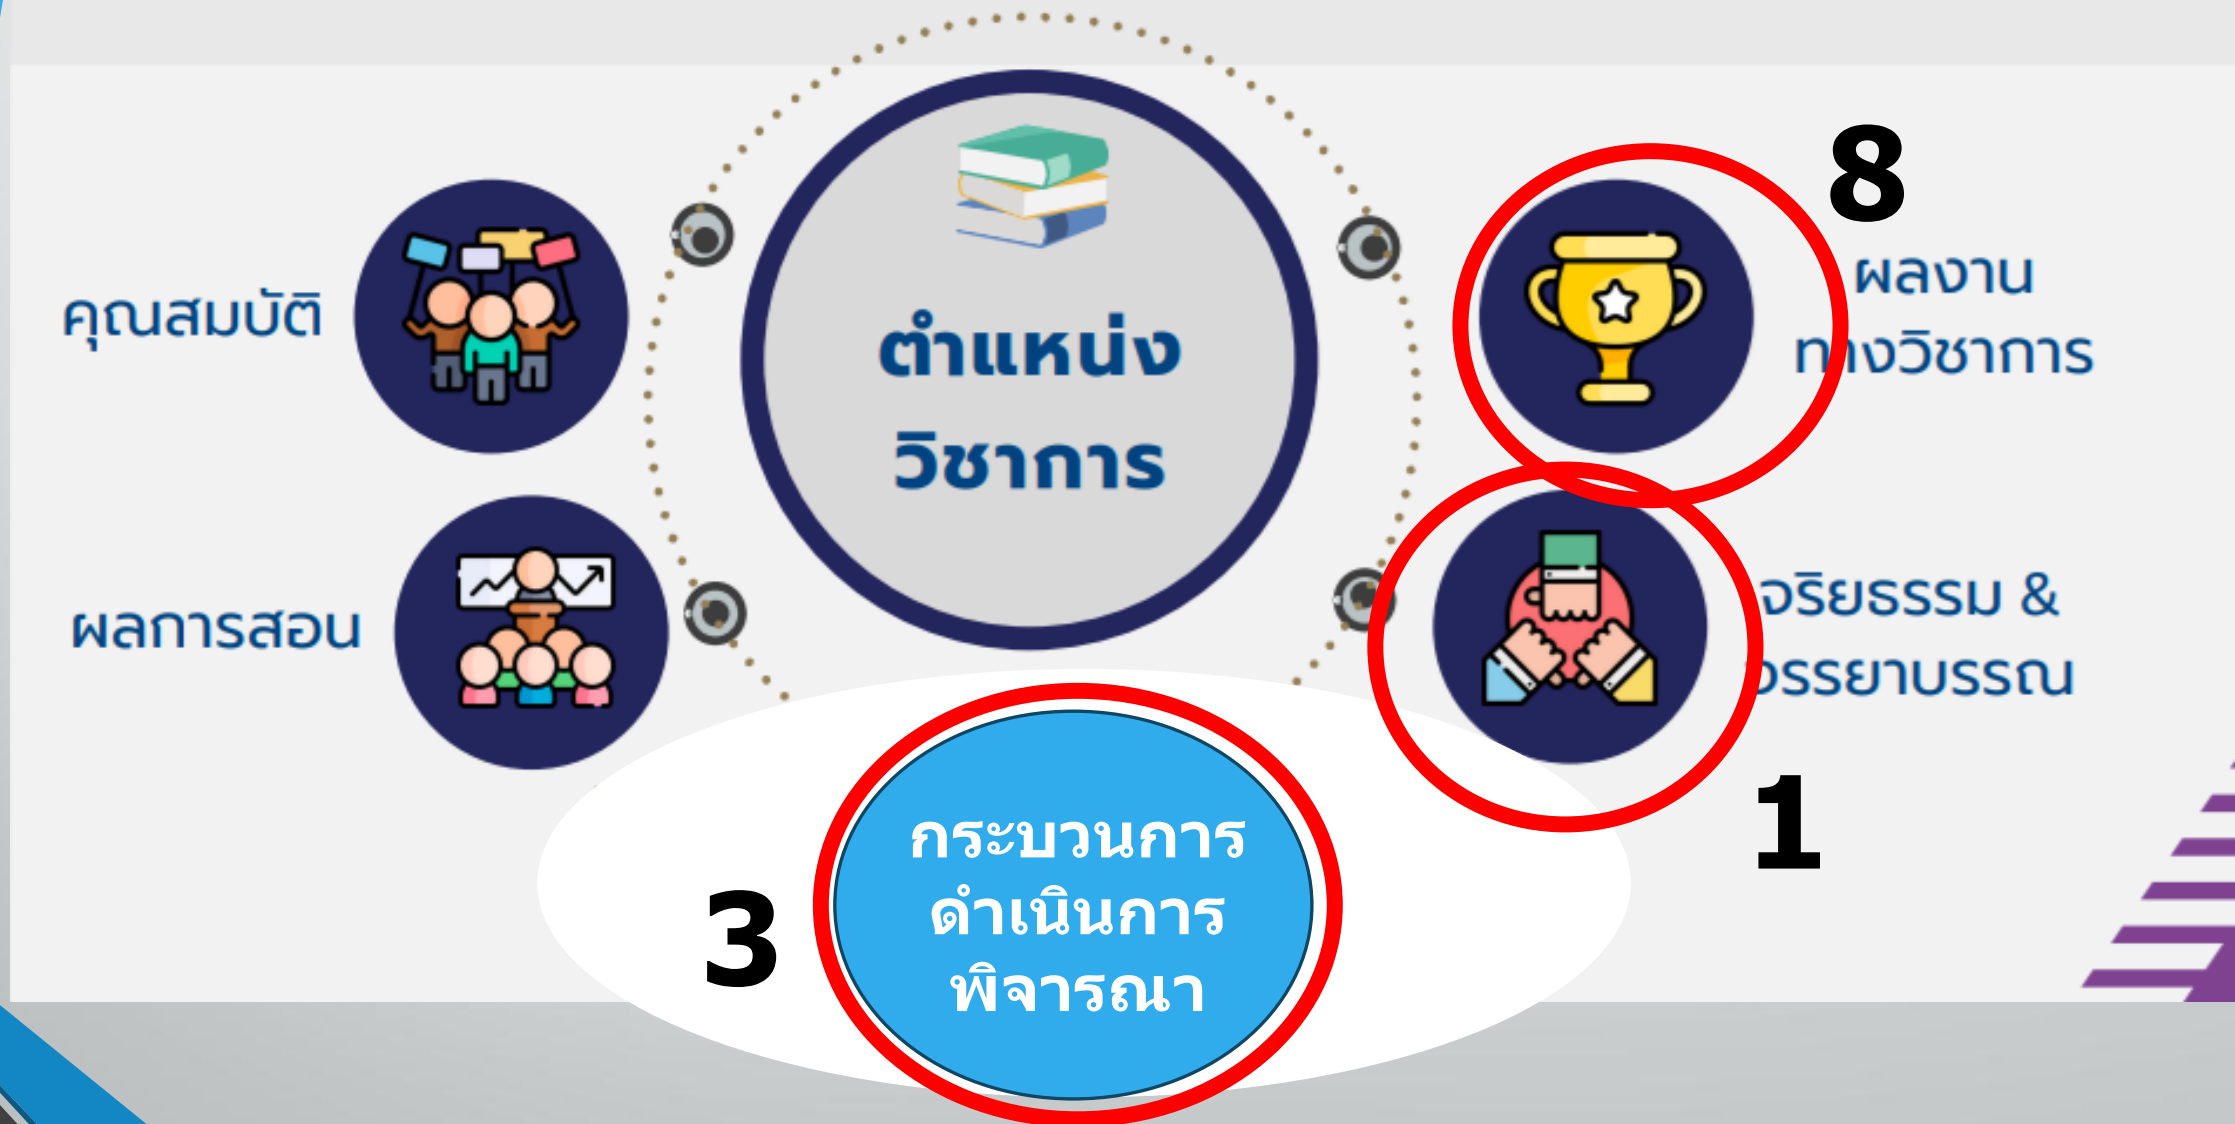 ตำแหน่ง
วิชาการ
คุณสมบัติ
ผลการสอน
8
ผลงาน
ทางวิชาการ
จริยธรรม &
จรรยาบรรณ
1
3
กระบวนการ
ดำเนินการ
พิจารณา